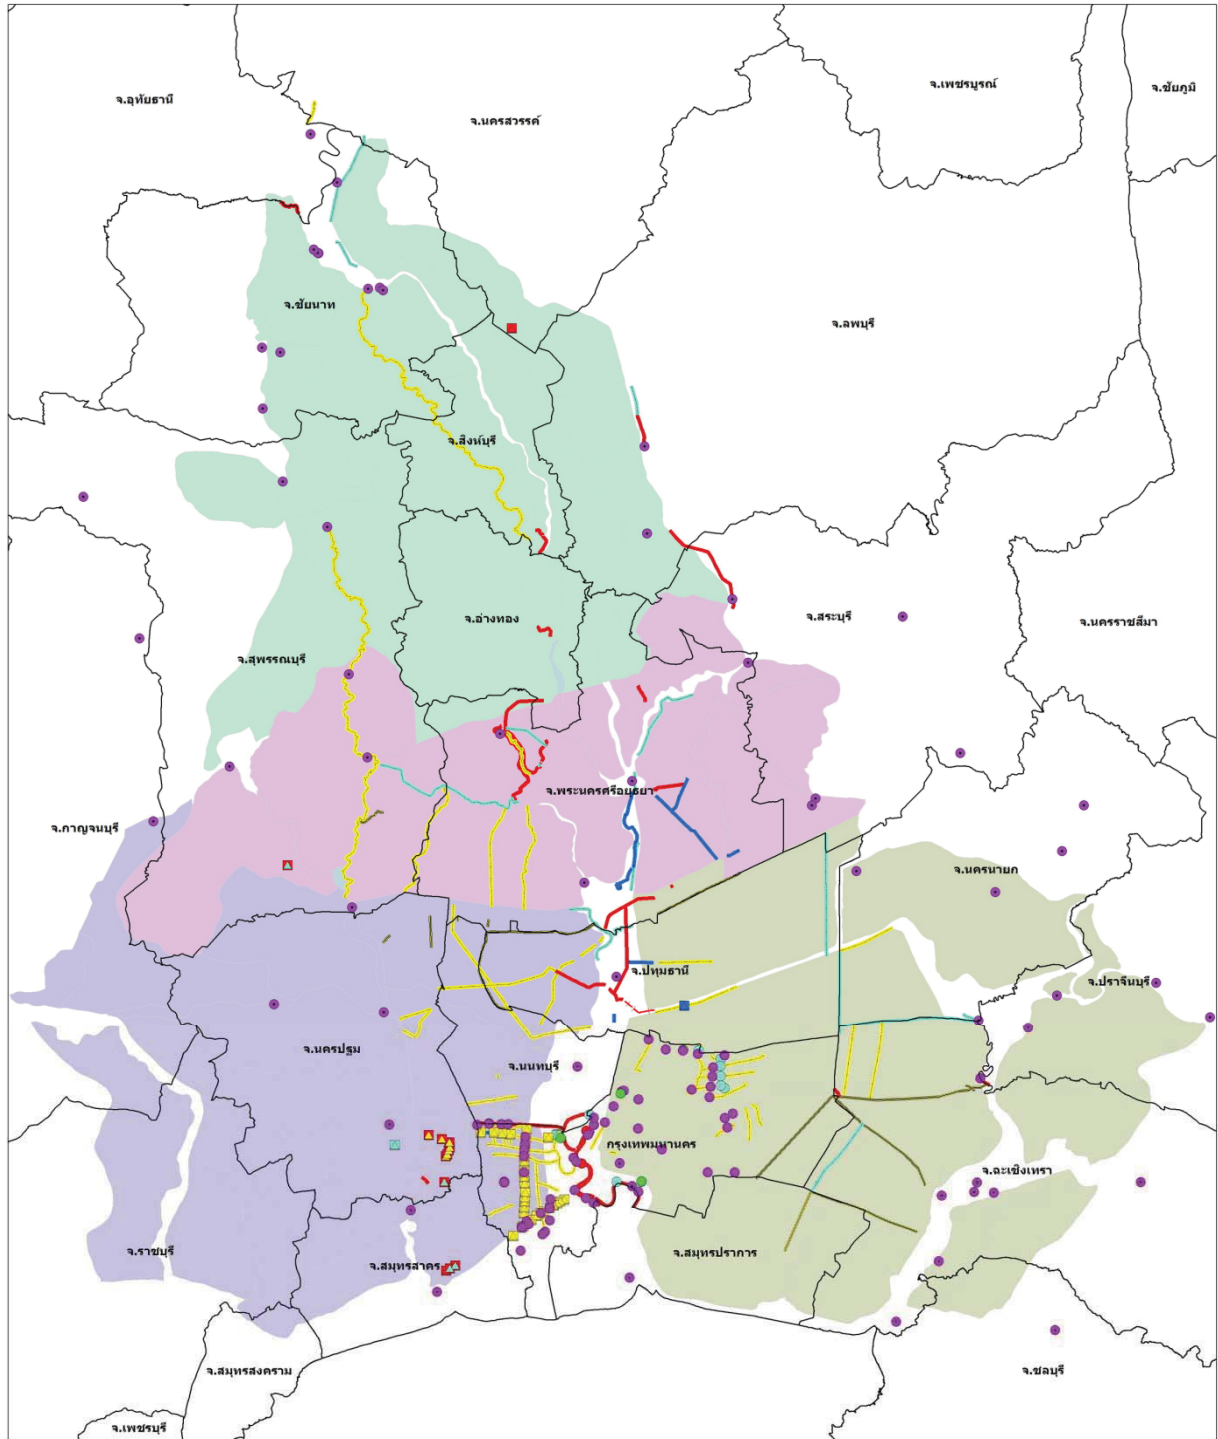 จ.เพชรบูรณ์
จ.ชัยภูมิ
จ.อุทัยธานี
จ.นครสวรรค์
จ.ชัยนาท
จ.ลพบุรี
จ.สิงห์บุรี
จ.อ่างทอง
จ.สระบุรี
จ.นครราชสีมา
จ.สุพรรณบุรี
จ.พระนครศรีอยุธยา
จ.กาญจนบุรี
จ.นครนายก
จ.ปทุมธานี
จ.ปราจีนบุรี
จ.นครปฐม
จ.นนทบุรี
กรุงเทพมหานคร
จ.ฉะเชิงเทรา
จ.ราชบุรี
จ.สมุทรปราการ
จ.สมุทรสาคร
จ.สมุทรสงคราม
จ.ชลบุรี
จ.เพชรบุรี